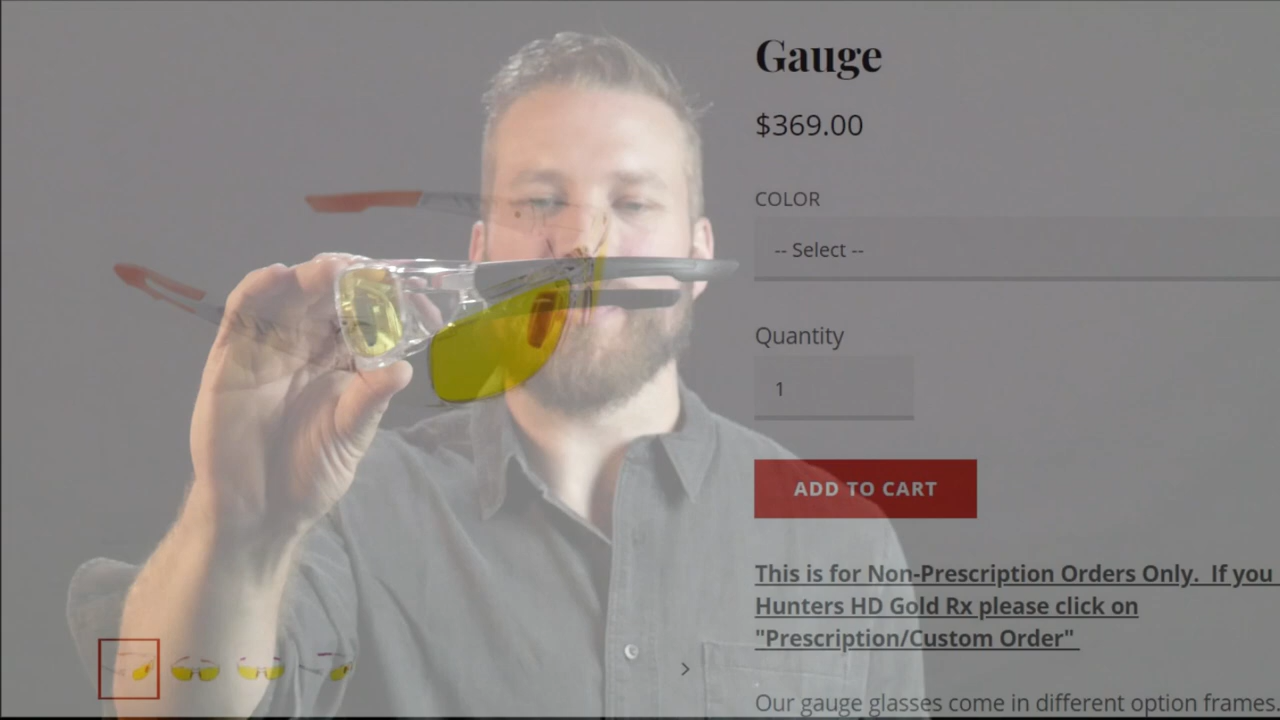 Gauge
$369.00
COLOR
-- Select --
Quantity
1
ADD TO CART
This is for Non-Prescription Orders Only.  If you
Hunters HD Gold Rx please click on
"Prescription/Custom Order"
Our gauge glasses come in different option frames.